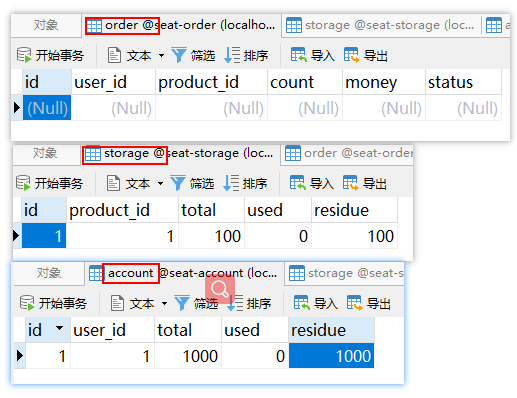 对象 order @seat-order (localho... storage @seat-storage (loc... a
开始事务 文本 筛选 排序 导入 导出
id user_id product_id count money status
(Null) (Null) (Null) (Null) (Null) (Null)
对象 storage @seat-storage (loc... order @seat-order
开始事务 文本 筛选 排序 导入 导出
id product_id total used residue
1 1 100 0 100
对象 account @seat-account (loc... storage @seat-s
开始事务 文本 筛选 排序 导入 导出
id user_id total used residue
1 1 1000 0 1000